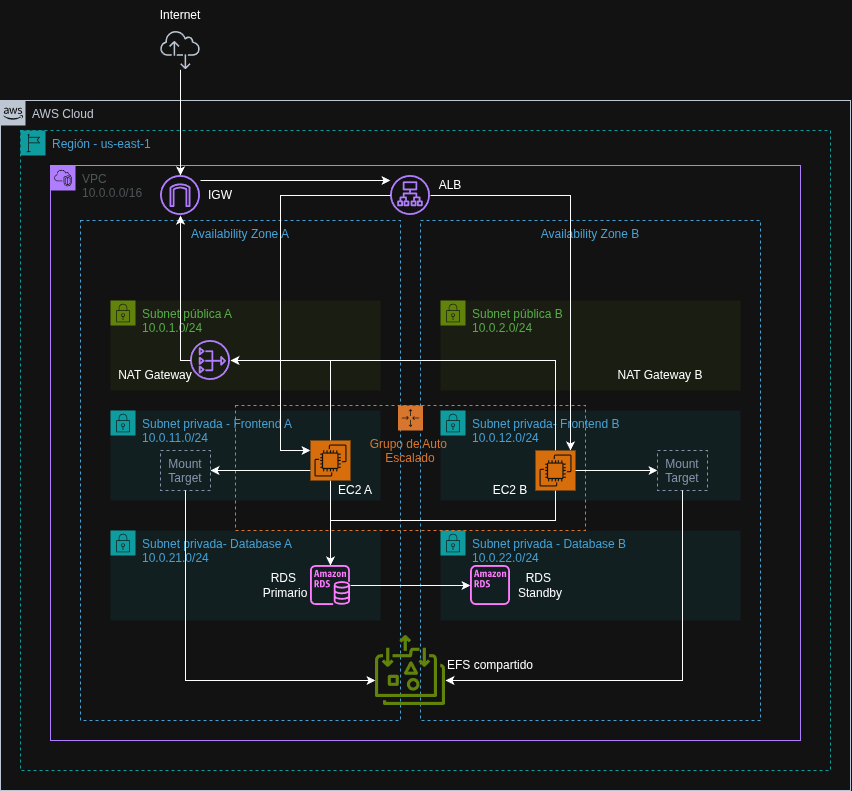 Internet
aws
AWS Cloud
Región - us-east-1
VPC
10.0.0.0/16
IGW
ALB
Availability Zone A
Availability Zone B
Subnet pública A
10.0.1.0/24
Subnet pública B
10.0.2.0/24
NAT Gateway
NAT Gateway B
Subnet privada - Frontend A
10.0.11.0/24
Subnet privada- Frontend B
10.0.12.0/24
Grupo de Auto
Escalado
Mount
Target
EC2 A
EC2 B
Mount
Target
Subnet privada- Database A
10.0.21.0/24
Subnet privada - Database B
10.0.22.0/24
RDS
Primario
Amazon
RDS
Amazon
RDS
RDS
Standby
EFS compartido